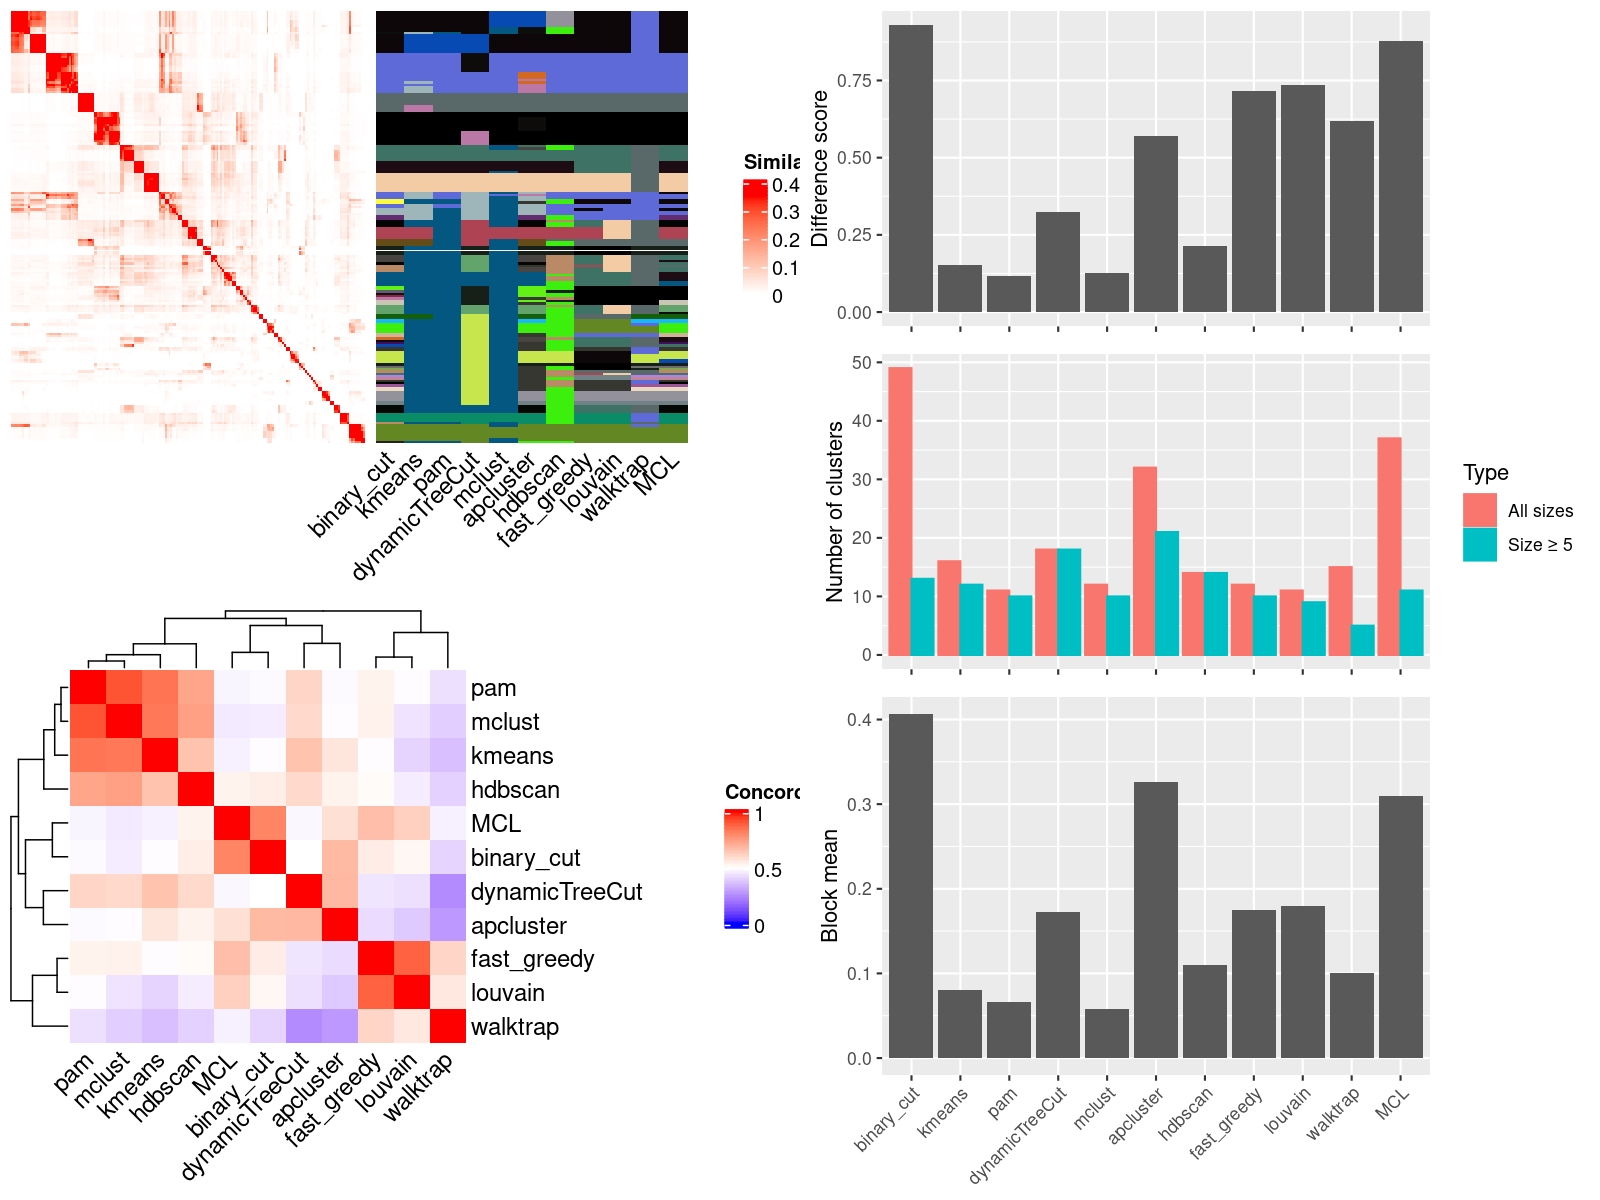 Simila
0.4
0.3
0.2
0.1
0
binary_cut
kmeans
pam
dynamicTreeCut
mclust
apcluster
hdbscan
fast_greedy
louvain
walktrap
MCL
pam
mclust
kmeans
hdbscan
MCL
binary_cut
dynamicTreeCut
apcluster
fast_greedy
louvain
walktrap
pam
mclust
kmeans
hdbscan
MCL
binary_cut
dynamicTreeCut
apcluster
fast_greedy
louvain
walktrap
Concord
1
0.5
0
Difference score
0.75
0.50
0.25
0.00
Number of clusters
50
40
30
20
10
0
Type
All sizes
Size ≥ 5
Block mean
0.4
0.3
0.2
0.1
0.0
binary_cut
kmeans
pam
dynamicTreeCut
mclust
apcluster
hdbscan
fast_greedy
louvain
walktrap
MCL